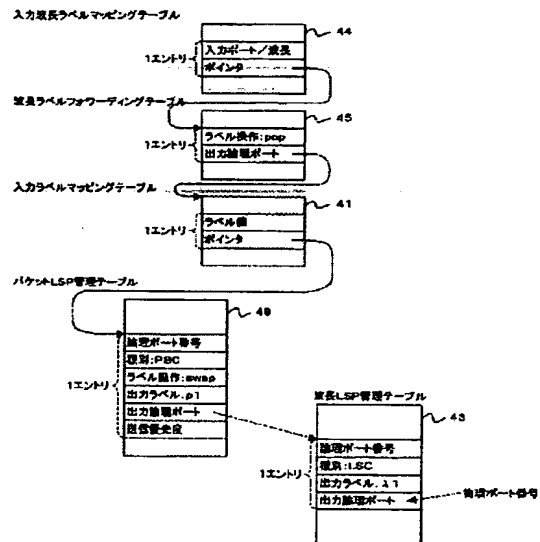 入力波長ラベルマッピングテーブル
44
1エントリ
入力ポート/波長
ポインタ
波長ラベルフォワーディングテーブル
45
1エントリ
ラベル操作:pop
出力論理ポート
入力ラベルマッピングテーブル
41
1エントリ
ラベル値
ポインタ
パケットLSP管理テーブル
49
1エントリ
論理ポート番号
種別:PSC
ラベル操作:swap
出力ラベル.p1
出力論理ポート
送信優先度
波長LSP管理テーブル
43
1エントリ
論理ポート番号
種別:LSC
出力ラベル.λ1
出力論理ポート
物理ポート番号